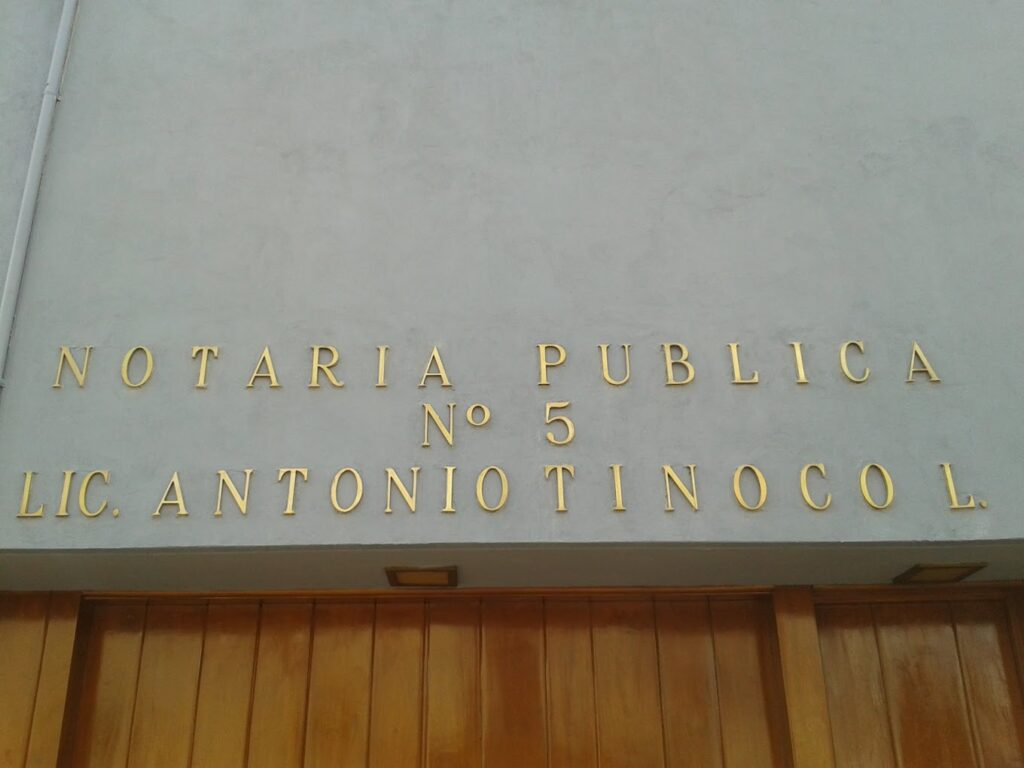 NOTARIA PUBLICA
Nº 5
LIC. ANTONIO TINOCO L.